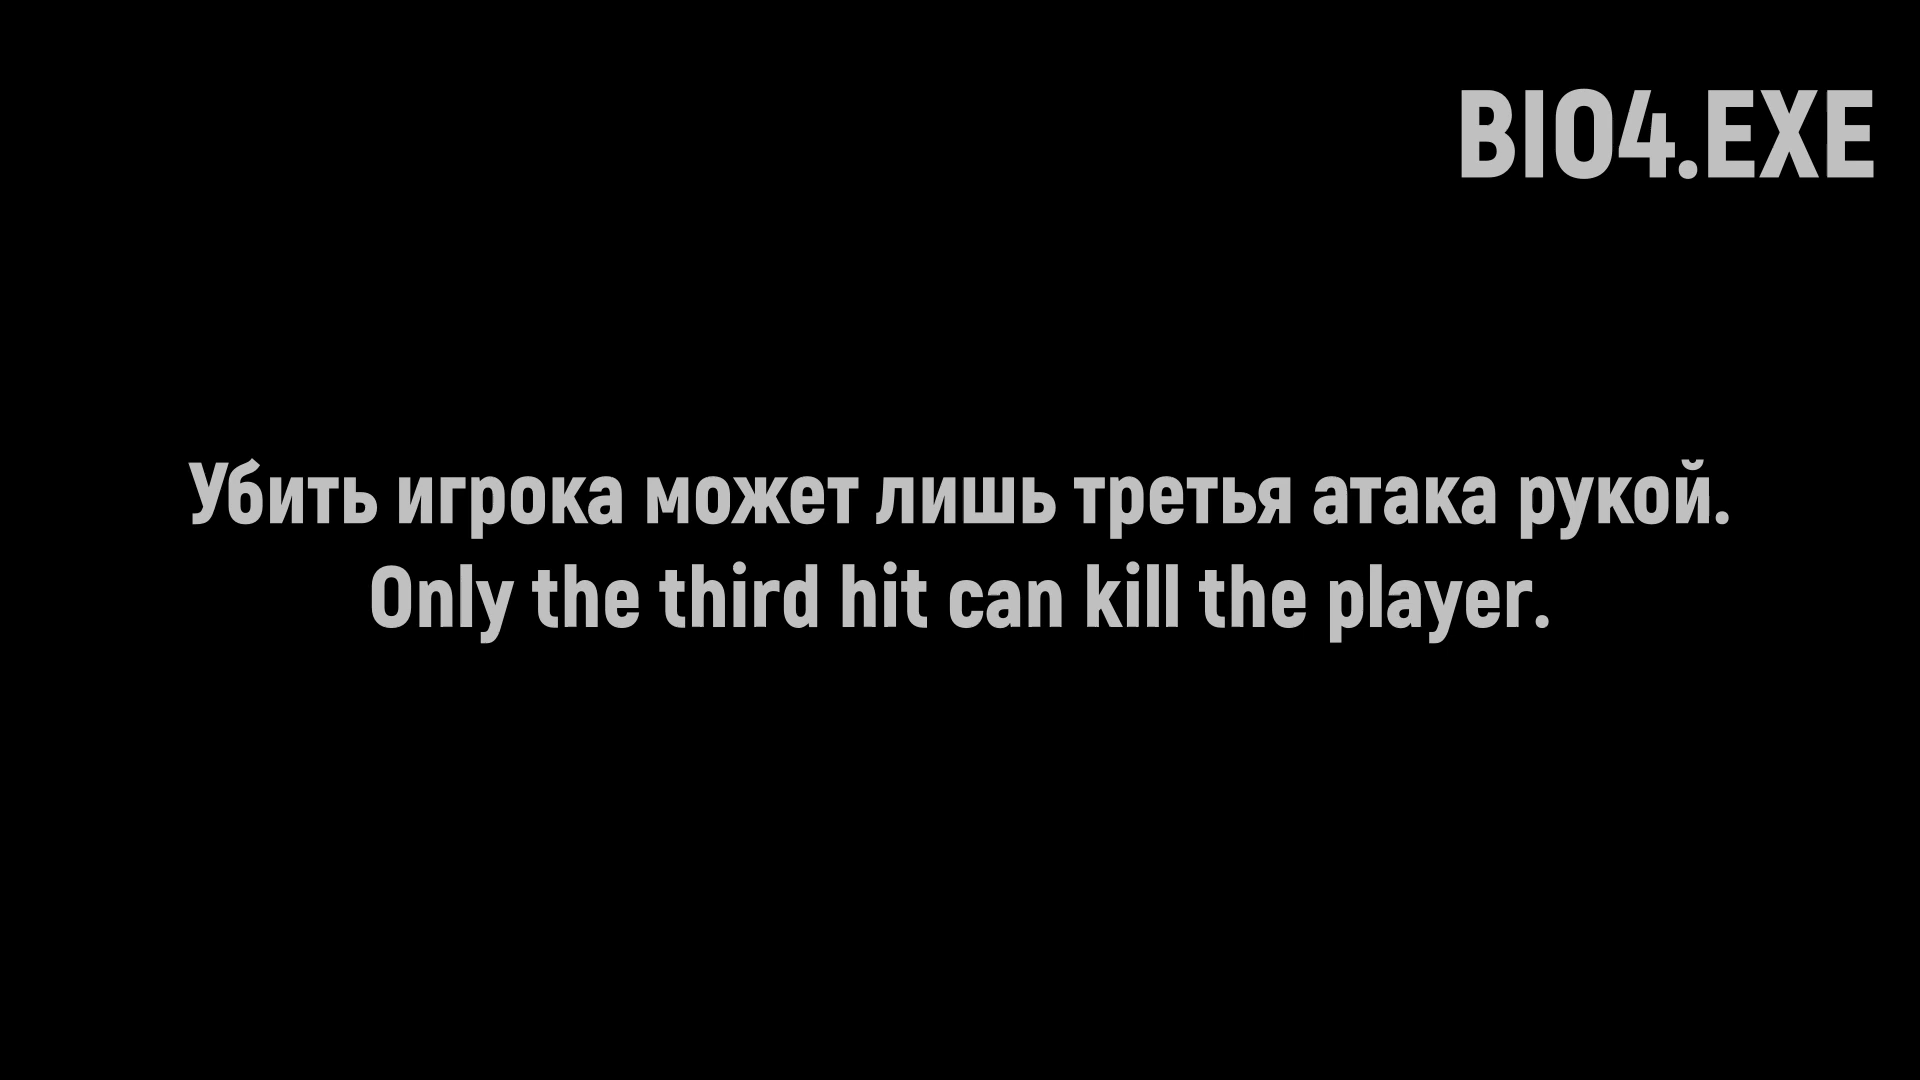 BIO4.EXE
Убить игрока может лишь третья атака рукой.
Only the third hit can kill the player.